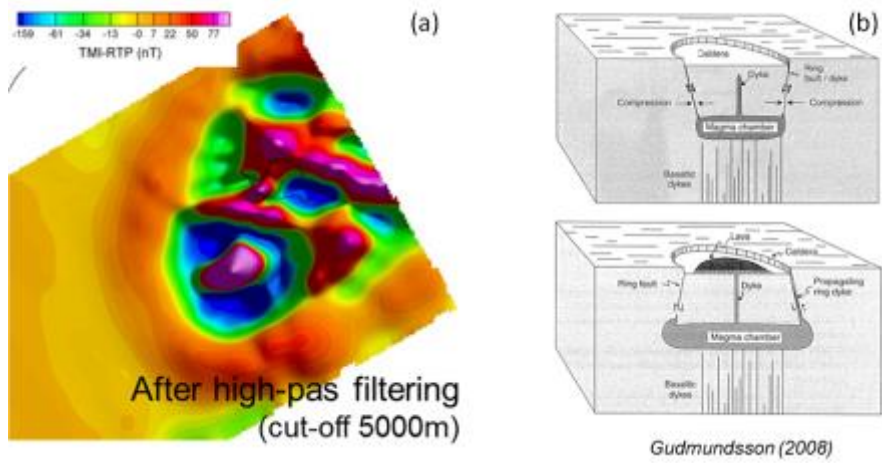 (a)
-159 -61 -34 -13 -0 7 22 50 77
TMI-RTP (nT)
After high-pas filtering
(cut-off 5000m)
(b)
Caldera
Ring
fault / dyke
Dyke
Compression
Compression
Magma chamber
Basaltic
dykes
Lava
Caldera
Ring fault
Dyke
Propagating
ring dyke
Magma chamber
Basaltic
dykes
Gudmundsson (2008)